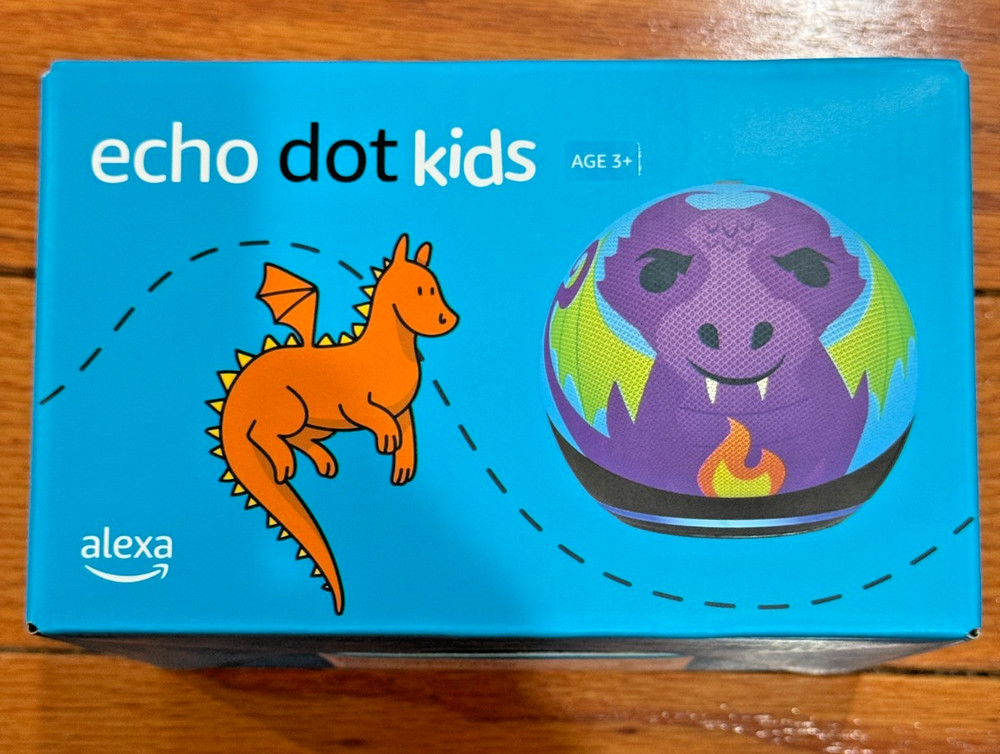 echo dot kids AGE 3+
alexa